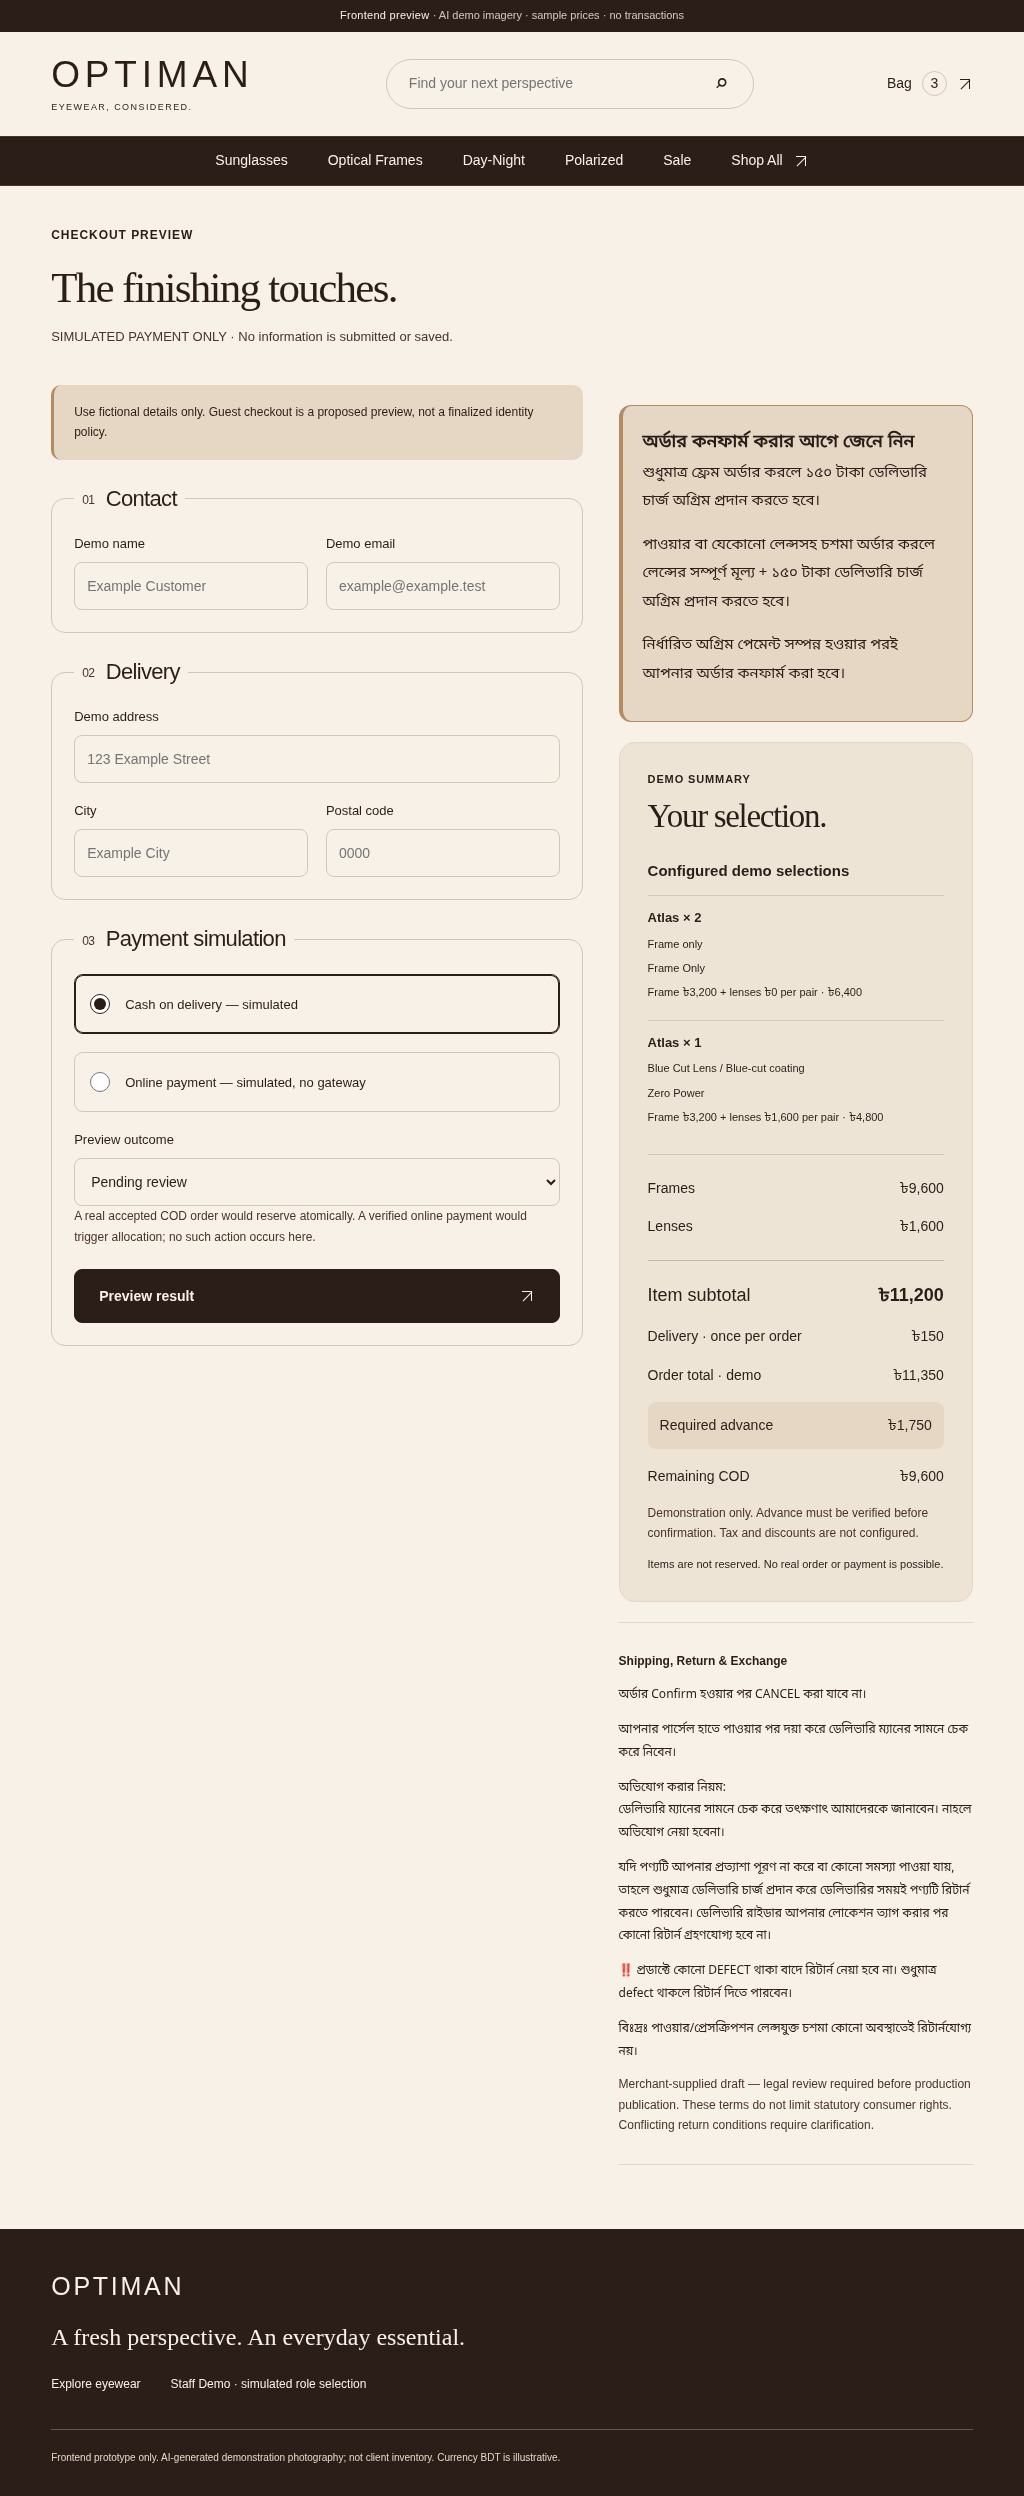 Frontend preview · AI demo imagery · sample prices · no transactions
OPTIMAN
EYEWEAR, CONSIDERED.
Find your next perspective
Bag 3
Sunglasses Optical Frames Day-Night Polarized Sale Shop All
CHECKOUT PREVIEW
The finishing touches.
SIMULATED PAYMENT ONLY · No information is submitted or saved.
Use fictional details only. Guest checkout is a proposed preview, not a finalized identity
policy.
01 Contact
Demo name Demo email
Example Customer example@example.test
02 Delivery
Demo address
123 Example Street
City Postal code
Example City 0000
03 Payment simulation
Cash on delivery — simulated
Online payment — simulated, no gateway
Preview outcome
Pending review
A real accepted COD order would reserve atomically. A verified online payment would
trigger allocation; no such action occurs here.
Preview result
অর্ডার কনফার্ম করার আগে জেনে নিন
শুধুমাত্র ফ্রেম অর্ডার করলে ১৫০ টাকা ডেলিভারি
চার্জ অগ্রিম প্রদান করতে হবে।
পাওয়ার বা যেকোনো লেন্সসহ চশমা অর্ডার করলে
লেন্সের সম্পূর্ণ মূল্য + ১৫০ টাকা ডেলিভারি চার্জ
অগ্রিম প্রদান করতে হবে।
নির্ধারিত অগ্রিম পেমেন্ট সম্পন্ন হওয়ার পরই
আপনার অর্ডার কনফার্ম করা হবে।
DEMO SUMMARY
Your selection.
Configured demo selections
Atlas × 2
Frame only
Frame Only
Frame ৳3,200 + lenses ৳0 per pair · ৳6,400
Atlas × 1
Blue Cut Lens / Blue-cut coating
Zero Power
Frame ৳3,200 + lenses ৳1,600 per pair · ৳4,800
Frames ৳9,600
Lenses ৳1,600
Item subtotal ৳11,200
Delivery · once per order ৳150
Order total · demo ৳11,350
Required advance ৳1,750
Remaining COD ৳9,600
Demonstration only. Advance must be verified before
confirmation. Tax and discounts are not configured.
Items are not reserved. No real order or payment is possible.
Shipping, Return & Exchange
অর্ডার Confirm হওয়ার পর CANCEL করা যাবে না।
আপনার পার্সেল হাতে পাওয়ার পর দয়া করে ডেলিভারি ম্যানের সামনে চেক
করে নিবেন।
অভিযোগ করার নিয়ম:
ডেলিভারি ম্যানের সামনে চেক করে তৎক্ষণাৎ আমাদেরকে জানাবেন। নাহলে
অভিযোগ নেয়া হবেনা।
যদি পণ্যটি আপনার প্রত্যাশা পূরণ না করে বা কোনো সমস্যা পাওয়া যায়,
তাহলে শুধুমাত্র ডেলিভারি চার্জ প্রদান করে ডেলিভারির সময়ই পণ্যটি রিটার্ন
করতে পারবেন। ডেলিভারি রাইডার আপনার লোকেশন ত্যাগ করার পর
কোনো রিটার্ন গ্রহণযোগ্য হবে না।
‼️ প্রডাক্টে কোনো DEFECT থাকা বাদে রিটার্ন নেয়া হবে না। শুধুমাত্র
defect থাকলে রিটার্ন দিতে পারবেন।
বিঃদ্রঃ পাওয়ার/প্রেসক্রিপশন লেন্সযুক্ত চশমা কোনো অবস্থাতেই রিটার্নযোগ্য
নয়।
Merchant-supplied draft — legal review required before production
publication. These terms do not limit statutory consumer rights.
Conflicting return conditions require clarification.
OPTIMAN
A fresh perspective. An everyday essential.
Explore eyewear Staff Demo · simulated role selection
Frontend prototype only. AI-generated demonstration photography; not client inventory. Currency BDT is illustrative.